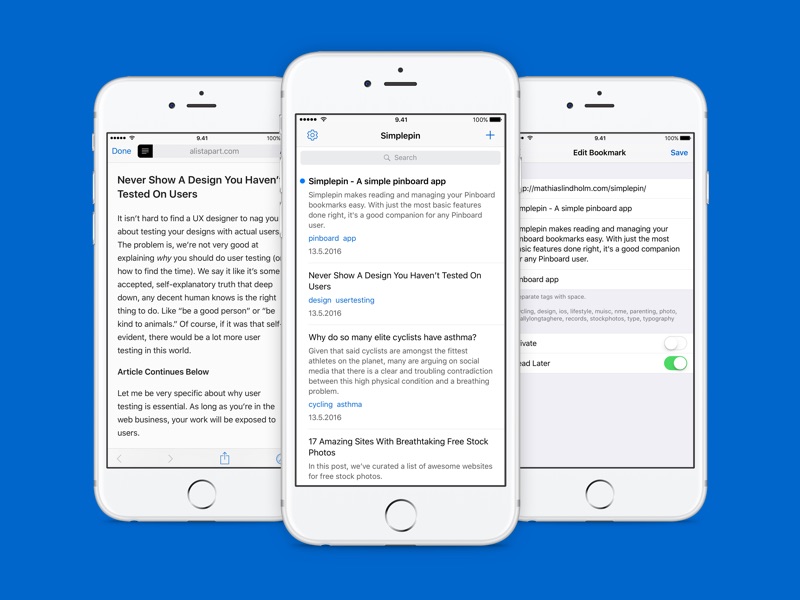 9.41
100%
Done
alistapart.com
Never Show A Design You Haven't
Tested On Users
It isn't hard to find a UX designer to nag you
about testing your designs with actual users.
The problem is, we're not very good at
explaining why you should do user testing (or
how to find the time). We say it like it's some
accepted, self-explanatory truth that deep
down, any decent human knows is the right
thing to do. Like "be a good person" or "be
kind to animals." Of course, if it was that self-
evident, there would be a lot more user
testing in this world.
Article Continues Below
Let me be very specific about why user
testing is essential. As long as you're in the
web business, your work will be exposed to
users.
9.41
100%
Simplepin
Search
Simplepin - A simple pinboard app
Simplepin makes reading and managing your Pinboard
bookmarks easy. With just the most basic features
done right, it's a good companion for any Pinboard
user.
pinboard app
13.5.2016
Never Show A Design You Haven't Tested On
Users
design usertesting
13.5.2016
Why do so many elite cyclists have asthma?
Given that said cyclists are amongst the fittest
athletes on the planet, many are arguing on social
media that there is a clear and troubling contradiction
between this high physical condition and a breathing
problem.
cycling asthma
13.5.2016
17 Amazing Sites With Breathtaking Free Stock
Photos
In this post, we've curated a list of awesome websites
for free stock photos.
9.41
100%
Edit Bookmark
Save
p://mathiaslindholm.com/simplepin/
mplepin - A simple pinboard app
mplepin makes reading and managing your
nboard bookmarks easy. With just the most
sic features done right, it's a good companion
r any Pinboard user.
nboard app
eparate tags with space.
cling, design, ios, lifestyle, muisc, nme, parenting, photo,
allylongtaghere, records, stockphotos, type, typography
ivate
ead Later